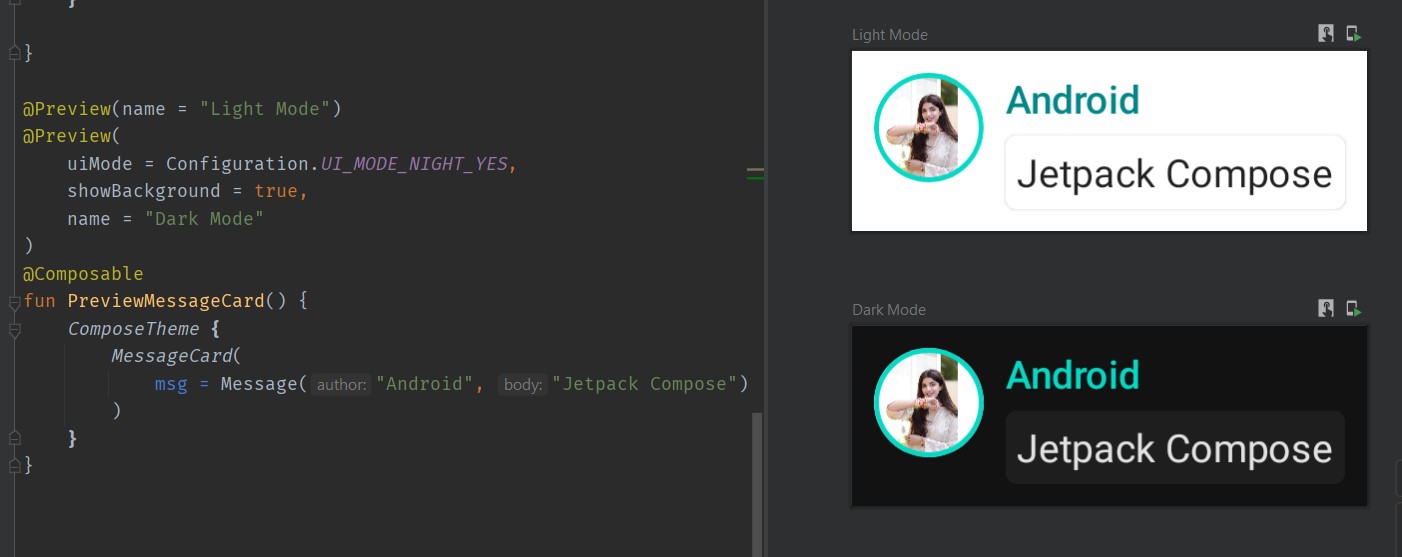 }
}
@Preview(name = "Light Mode")
@Preview(
    uiMode = Configuration.UI_MODE_NIGHT_YES,
    showBackground = true,
    name = "Dark Mode"
)
@Composable
fun PreviewMessageCard() {
    ComposeTheme {
        MessageCard(
            msg = Message( author: "Android", body: "Jetpack Compose")
        )
    }
}
Light Mode
Android
Jetpack Compose
Dark Mode
Android
Jetpack Compose